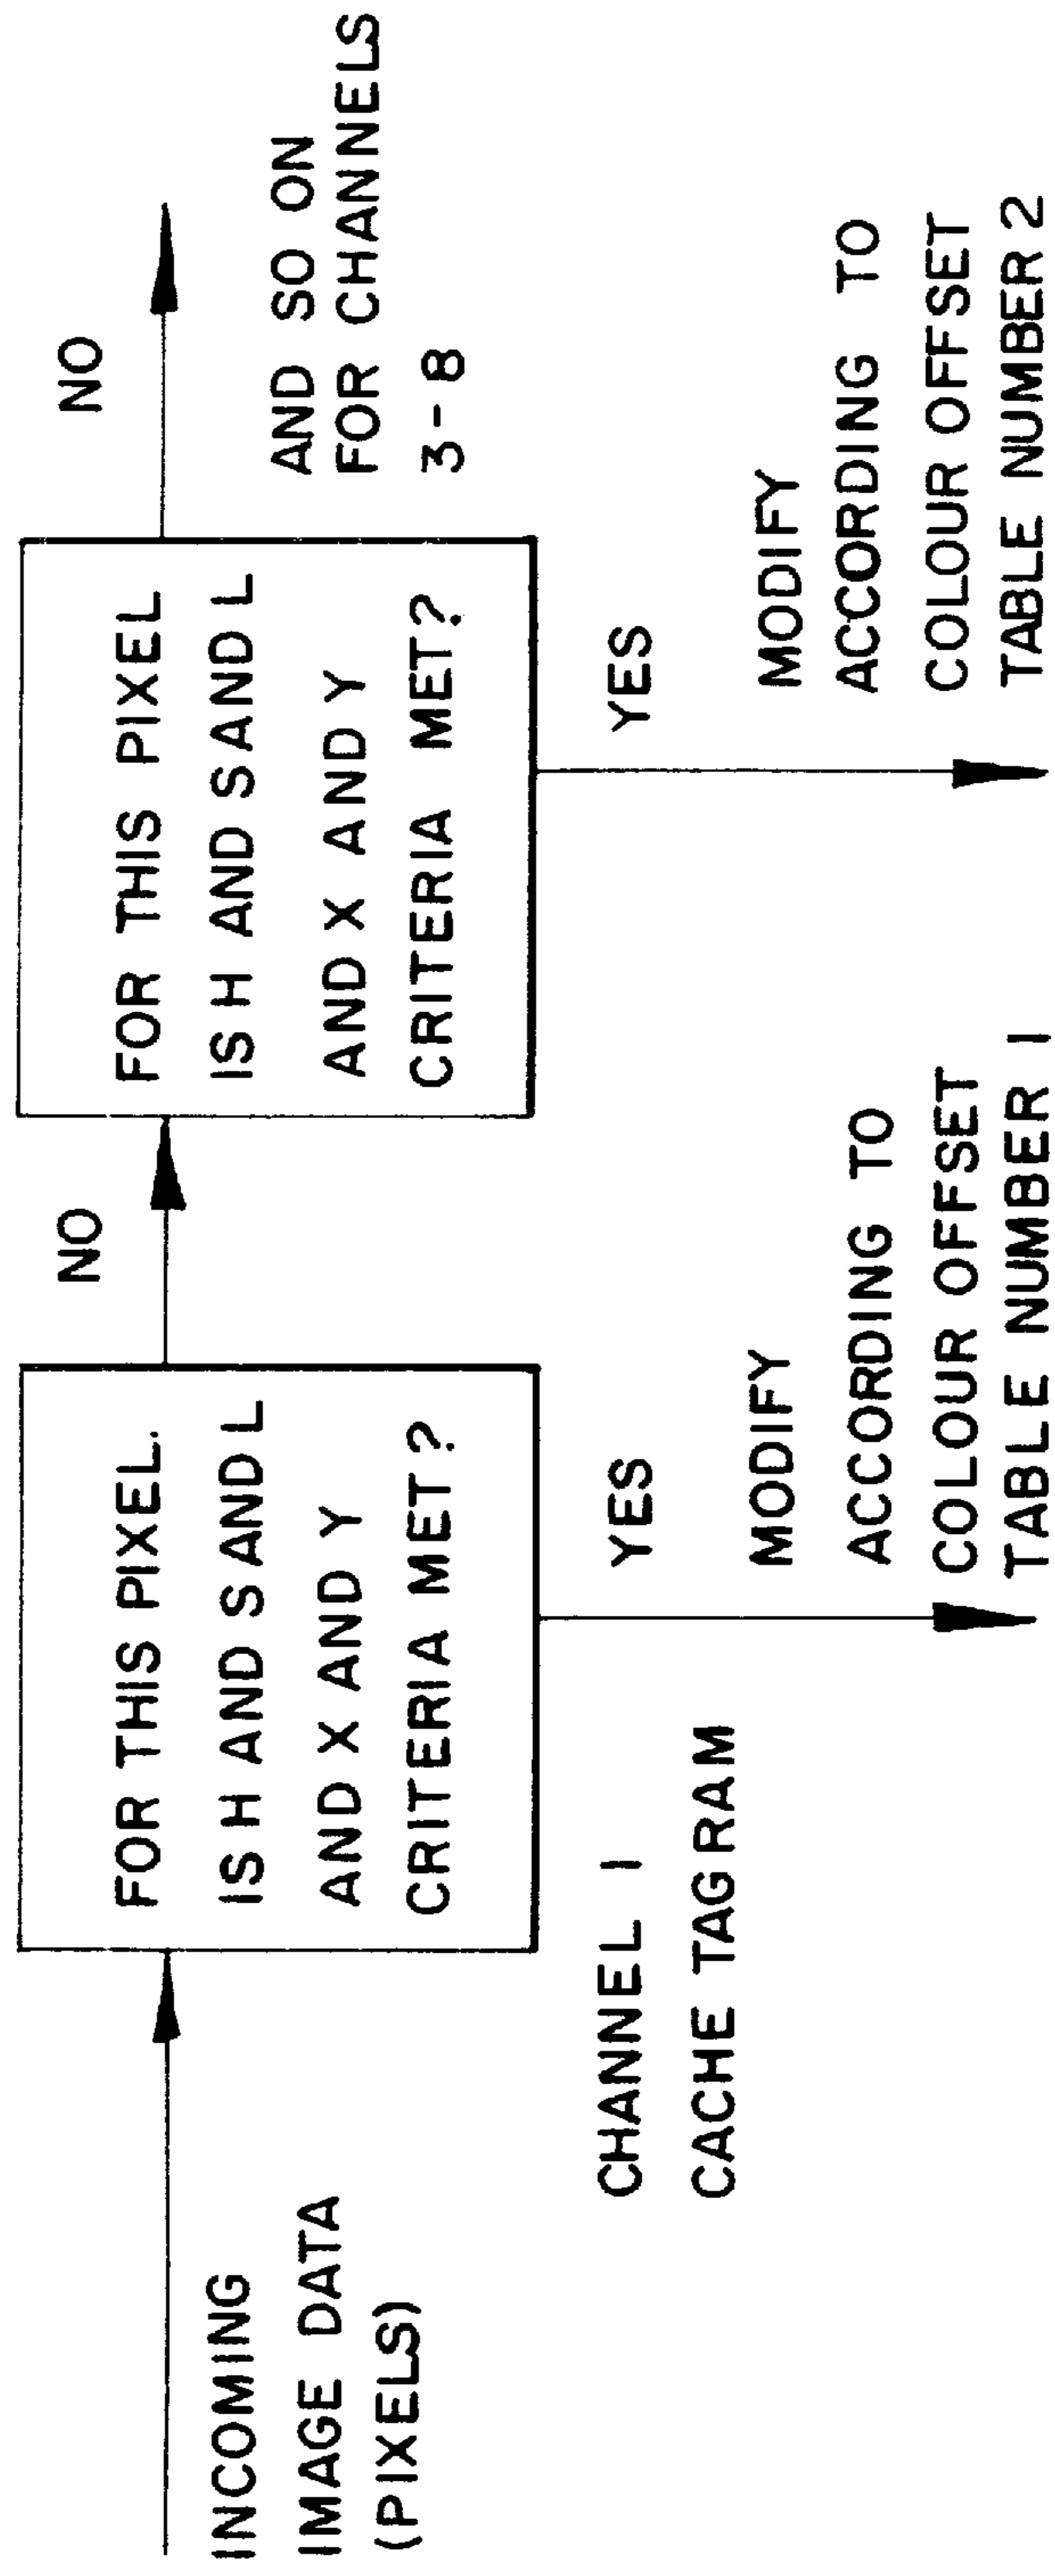 INCOMING
IMAGE DATA
(PIXELS)
FOR THIS PIXEL.
IS H AND S AND L
AND X AND Y
CRITERIA MET?
NO
CHANNEL 1
CACHE TAGRAM
YES
MODIFY
ACCORDING TO
COLOUR OFFSET
TABLE NUMBER 1
FOR THIS PIXEL
IS H AND S AND L
AND X AND Y
CRITERIA MET?
NO
AND SO ON
FOR CHANNELS
3-8
YES
MODIFY
ACCORDING TO
COLOUR OFFSET
TABLE NUMBER 2